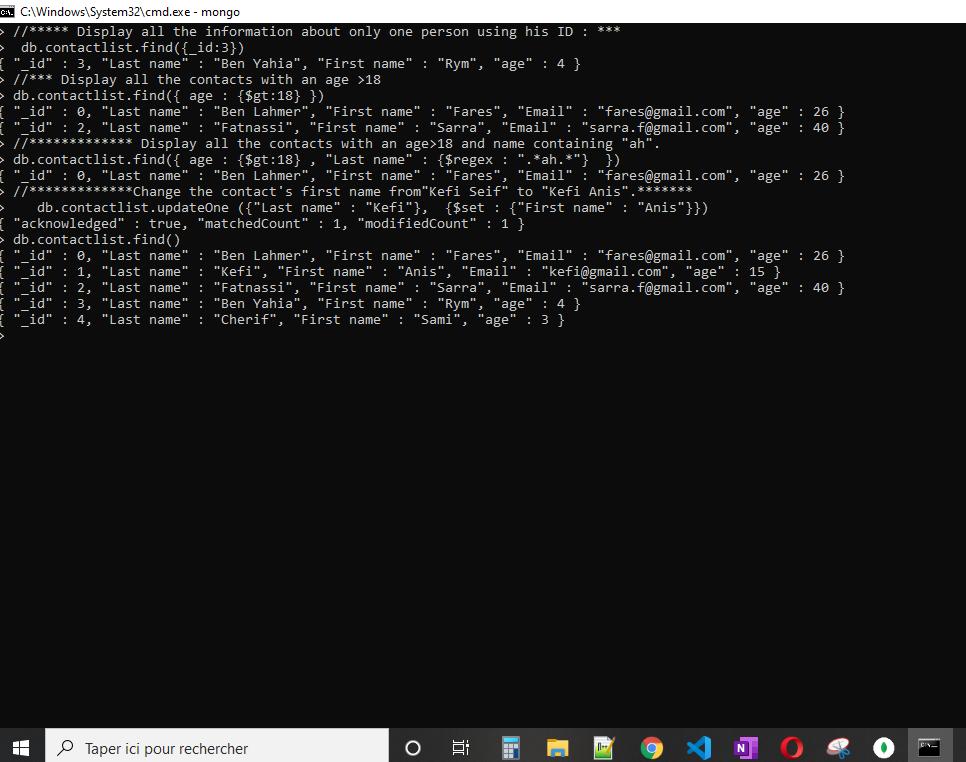 C:\Windows\System32\cmd.exe - mongo
> //***** Display all the information about only one person using his ID : ***
>  db.contactlist.find({_id:3})
{ "_id" : 3, "Last name" : "Ben Yahia", "First name" : "Rym", "age" : 4 }
> //*** Display all the contacts with an age >18
> db.contactlist.find({ age : {$gt:18} })
{ "_id" : 0, "Last name" : "Ben Lahmer", "First name" : "Fares", "Email" : "fares@gmail.com", "age" : 26 }
{ "_id" : 2, "Last name" : "Fatnassi", "First name" : "Sarra", "Email" : "sarra.f@gmail.com", "age" : 40 }
> //************* Display all the contacts with an age>18 and name containing "ah".
> db.contactlist.find({ age : {$gt:18} , "Last name" : {$regex : ".*ah.*"}  })
{ "_id" : 0, "Last name" : "Ben Lahmer", "First name" : "Fares", "Email" : "fares@gmail.com", "age" : 26 }
> //*************Change the contact's first name from"Kefi Seif" to "Kefi Anis".*******
>    db.contactlist.updateOne ({"Last name" : "Kefi"},  {$set : {"First name" : "Anis"}})
{ "acknowledged" : true, "matchedCount" : 1, "modifiedCount" : 1 }
> db.contactlist.find()
{ "_id" : 0, "Last name" : "Ben Lahmer", "First name" : "Fares", "Email" : "fares@gmail.com", "age" : 26 }
{ "_id" : 1, "Last name" : "Kefi", "First name" : "Anis", "Email" : "kefi@gmail.com", "age" : 15 }
{ "_id" : 2, "Last name" : "Fatnassi", "First name" : "Sarra", "Email" : "sarra.f@gmail.com", "age" : 40 }
{ "_id" : 3, "Last name" : "Ben Yahia", "First name" : "Rym", "age" : 4 }
{ "_id" : 4, "Last name" : "Cherif", "First name" : "Sami", "age" : 3 }
>
Taper ici pour rechercher